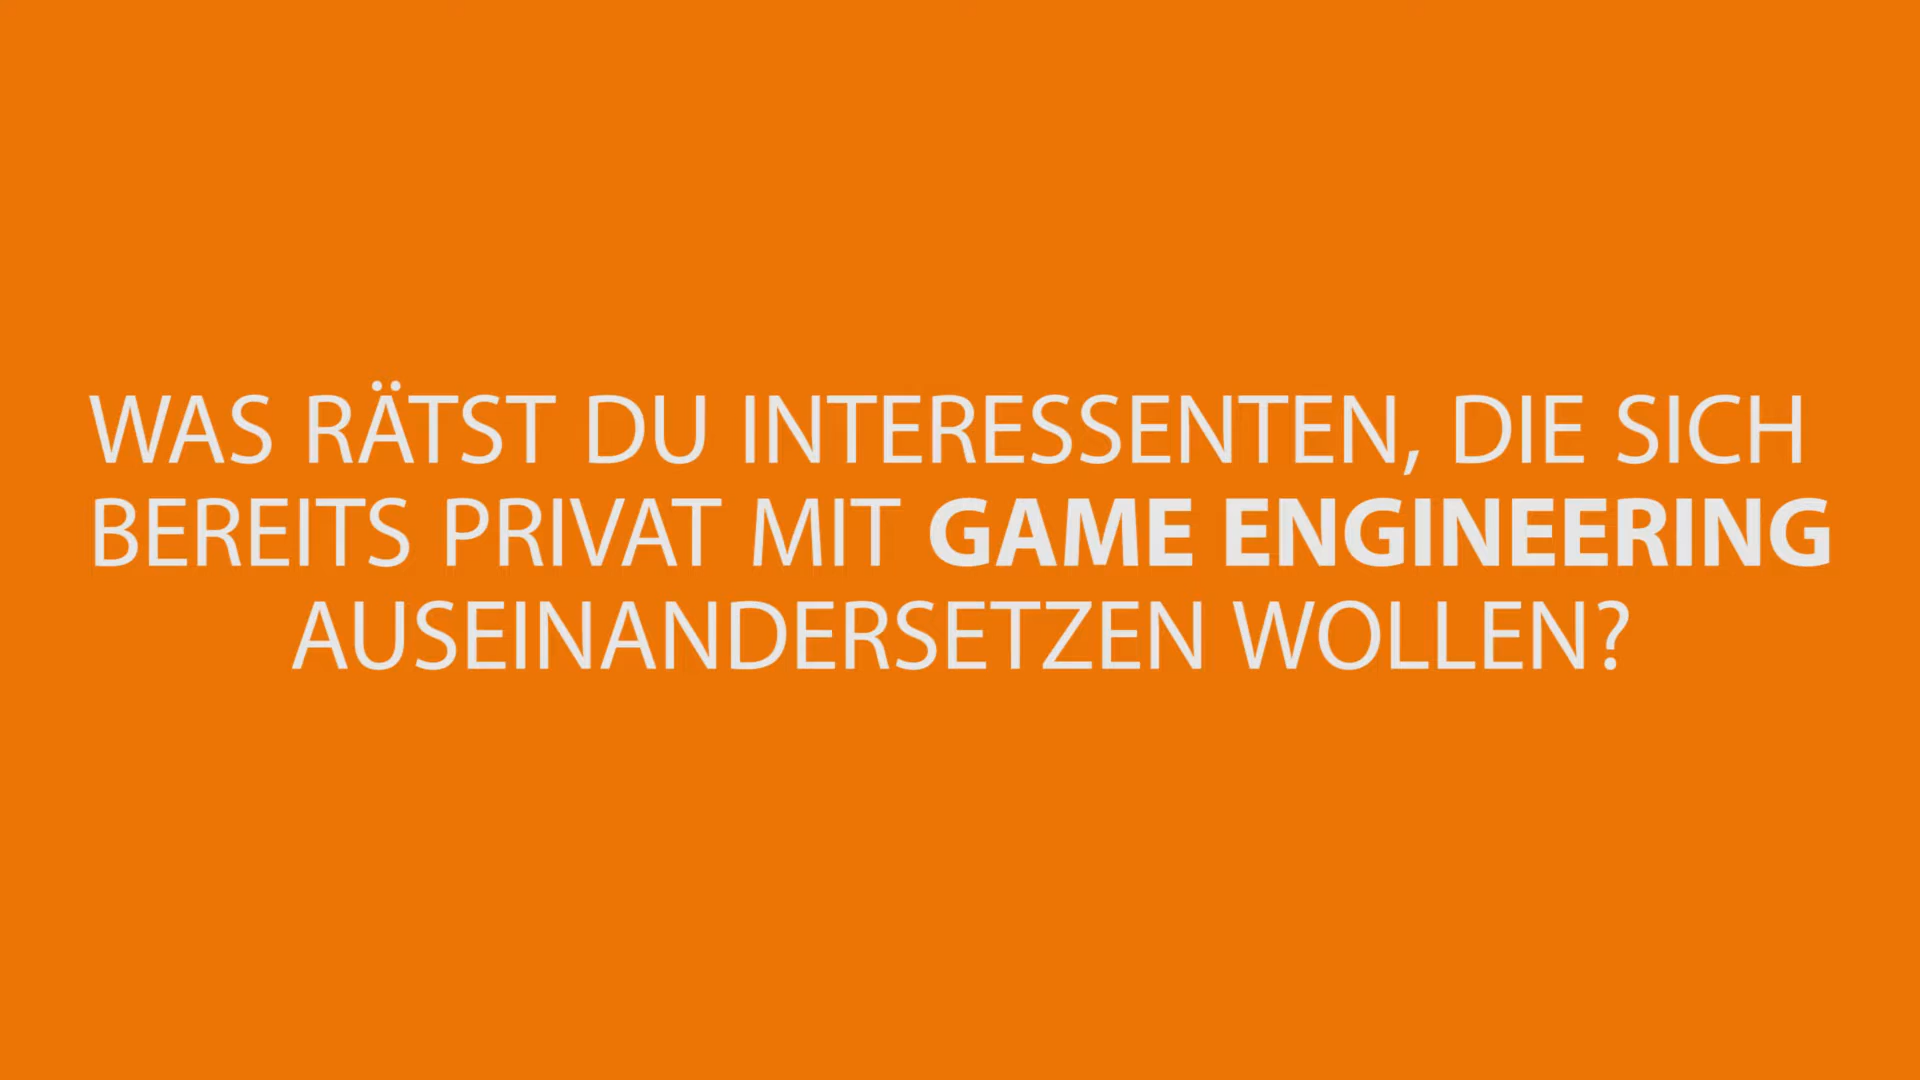 WAS RÄTST DU INTERESSENTEN, DIE SICH
BEREITS PRIVAT MIT GAME ENGINEERING
AUSEINANDERSETZEN WOLLEN?